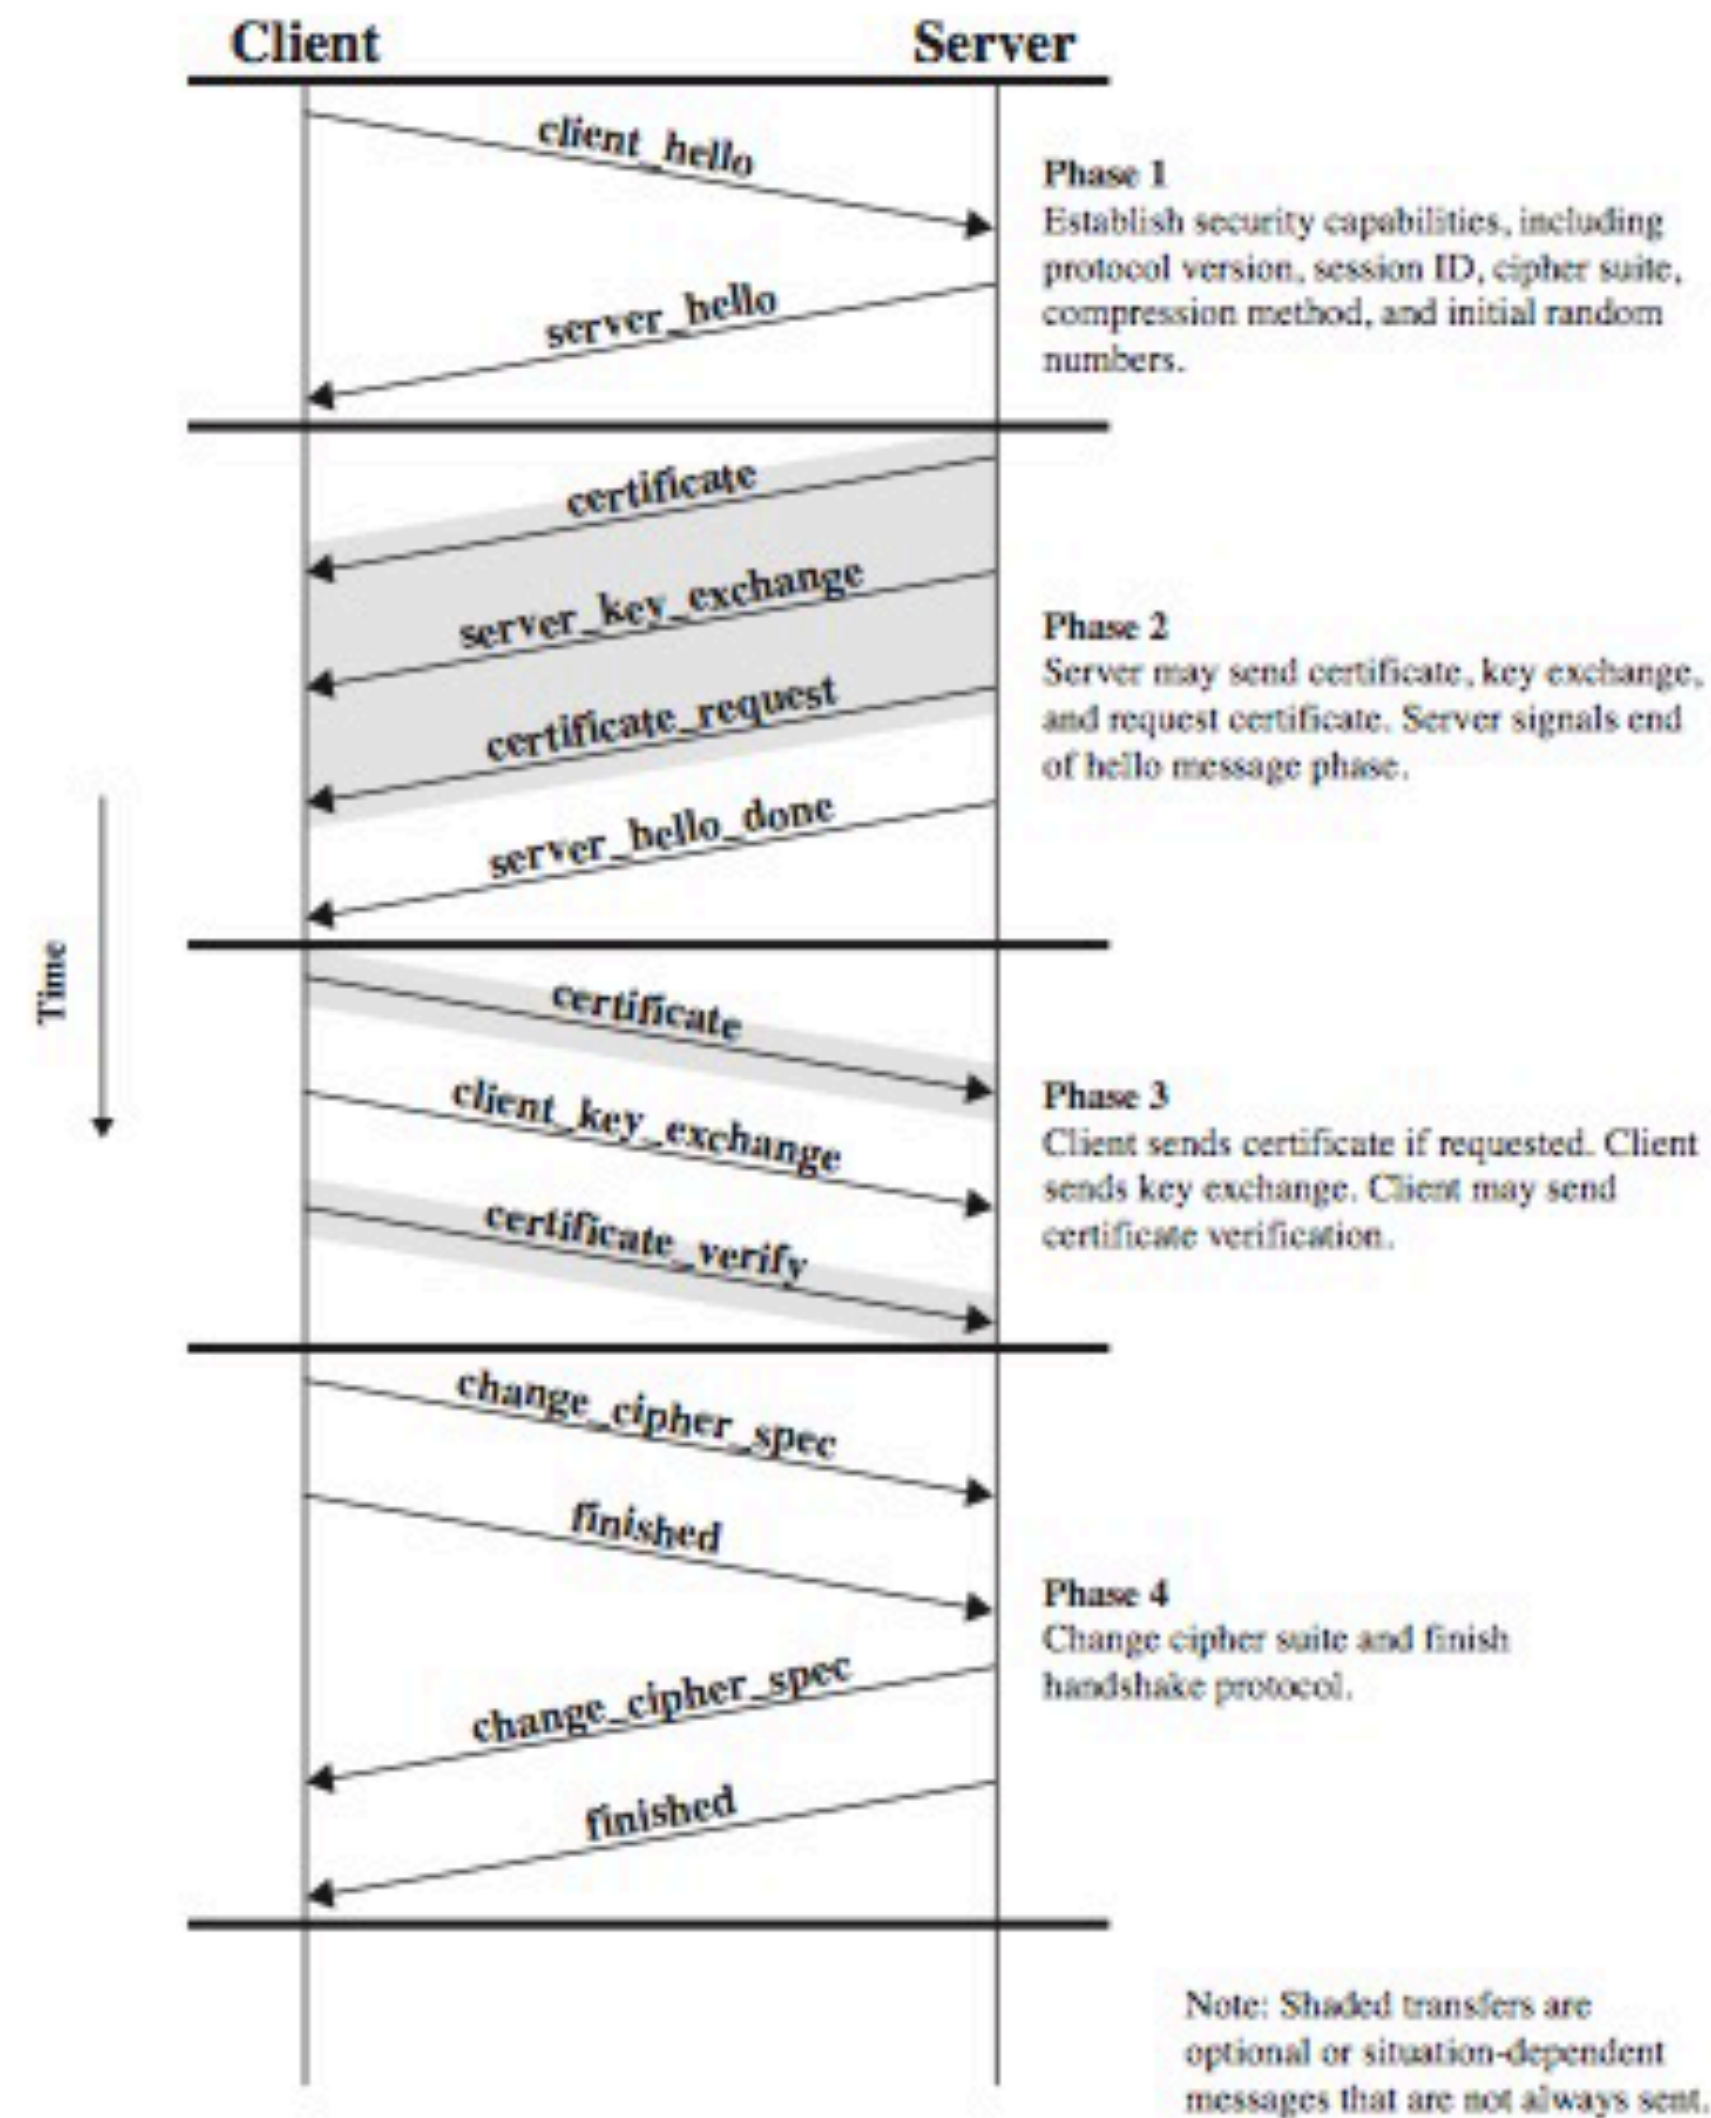 Client
Server
client_hello
Phase 1
Establish security capabilities, including
protocol version, session ID, cipher suite,
compression method, and initial random
numbers.
server_hello
certificate
server_key_exchange
certificate_request
server_hello_done
Phase 2
Server may send certificate, key exchange,
and request certificate. Server signals end
of hello message phase.
Time
certificate
client_key_exchange
certificate_verify
Phase 3
Client sends certificate if requested. Client
sends key exchange. Client may send
certificate verification.
change_cipher_spec
finished
change_cipher_spec
finished
Phase 4
Change cipher suite and finish
handshake protocol.
Note: Shaded transfers are
optional or situation-dependent
messages that are not always sent.